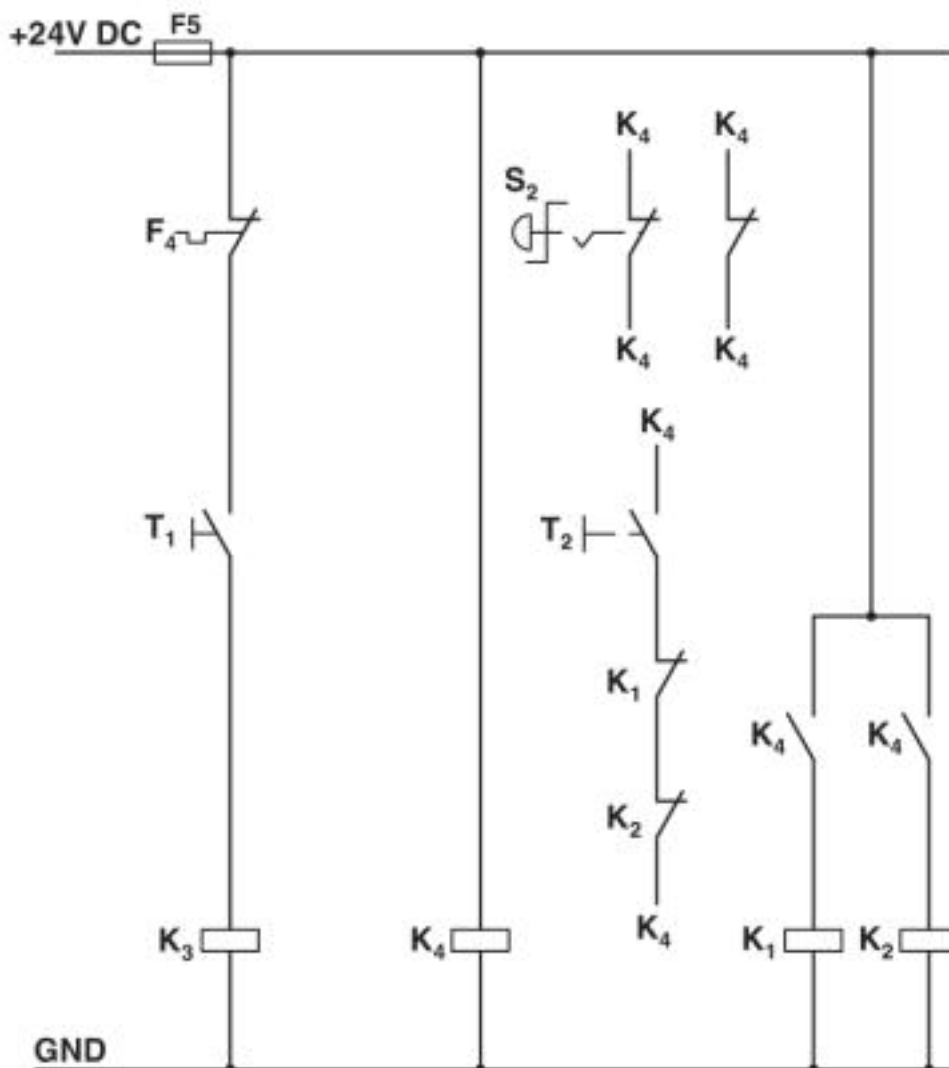 F5
+24V DC
K₄ K₄
S₂
F₄
K₄ K₄
K₄
T₁ T₂
K₁
K₄ K₄
K₂
K₄
K₃ K₄ K₁ K₂
GND